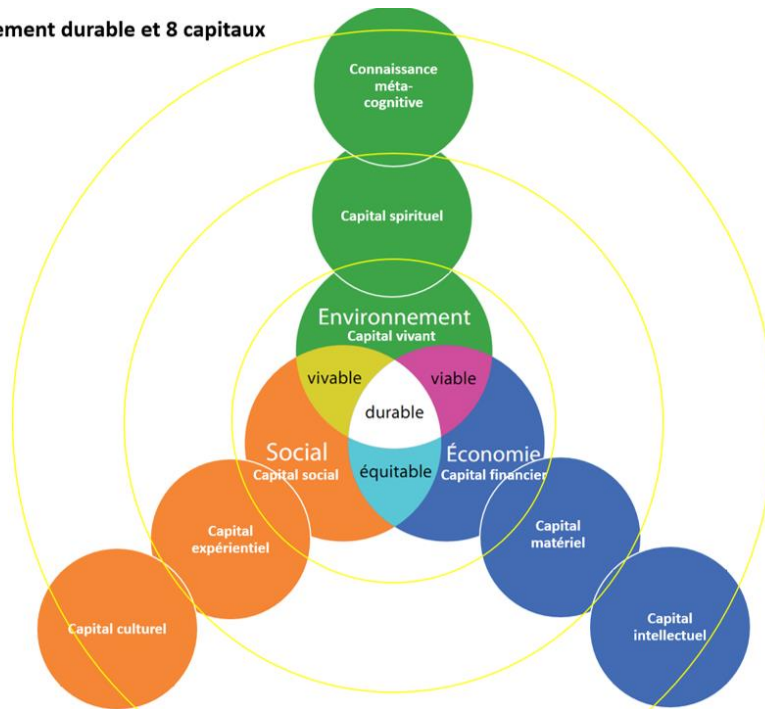 ement durable et 8 capitaux
Connaissance
méta-
cognitive
Capital spirituel
Environnement
Capital vivant
vivable
viable
durable
Social
Capital social
équitable
Économie
Capital financier
Capital
expérientiel
Capital
matériel
Capital culturel
Capital
intellectuel